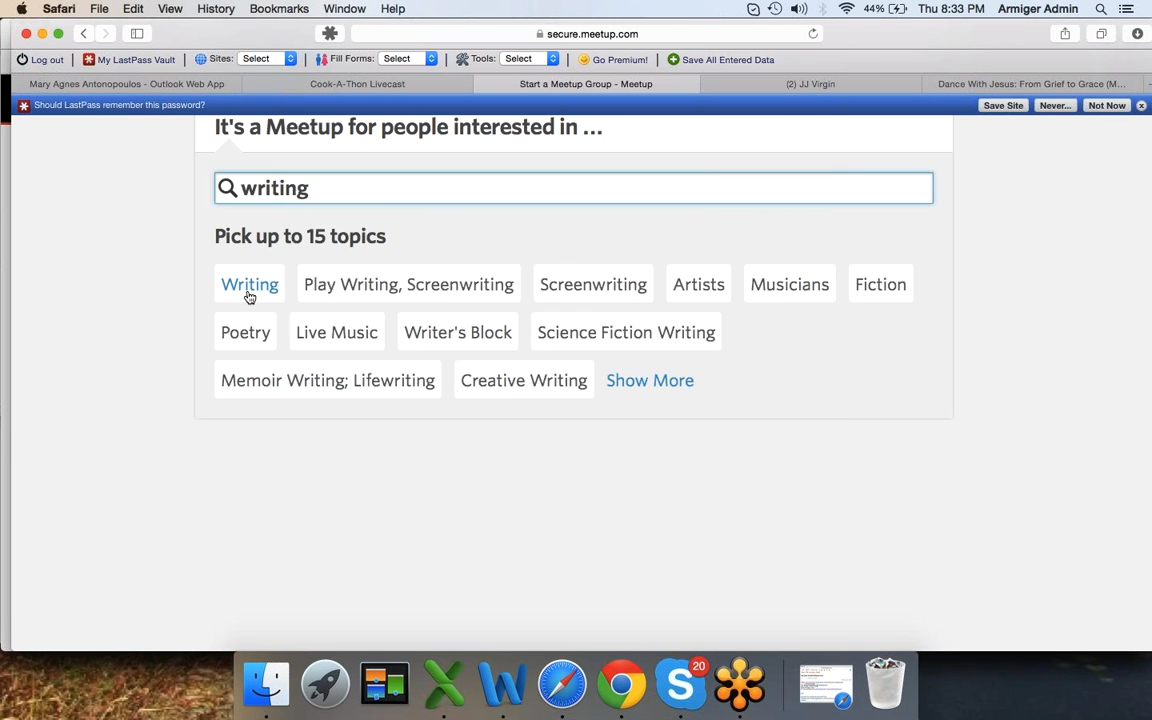 Safari File Edit View History Bookmarks Window Help 44% Thu 8:33 PM Armiger Admin
secure.meetup.com
Log out My LastPass Vault Sites: Select Fill Forms: Select Tools: Select Go Premium! Save All Entered Data
Mary Agnes Antonopoulos - Outlook Web App Cook-A-Thon Livecast Start a Meetup Group - Meetup (2) JJ Virgin Dance With Jesus: From Grief to Grace (M...
Should LastPass remember this password? Save Site Never... Not Now
It's a Meetup for people interested in ...
writing
Pick up to 15 topics
Writing Play Writing, Screenwriting Screenwriting Artists Musicians Fiction
Poetry Live Music Writer's Block Science Fiction Writing
Memoir Writing; Lifewriting Creative Writing Show More
20